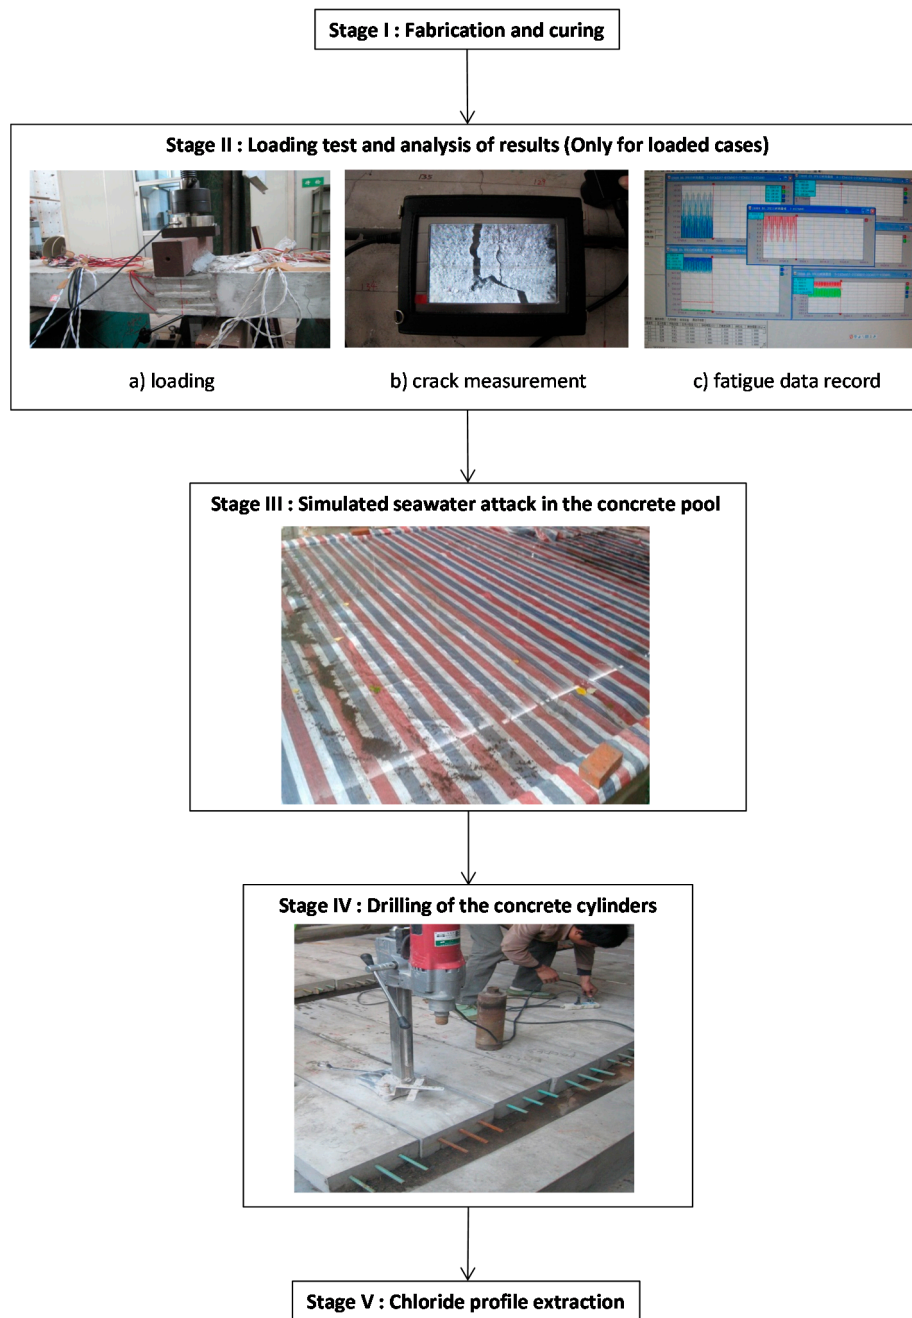 Stage I : Fabrication and curing
Stage II : Loading test and analysis of results (Only for loaded cases)
a) loading
b) crack measurement
c) fatigue data record
Stage III : Simulated seawater attack in the concrete pool
Stage IV : Drilling of the concrete cylinders
Stage V : Chloride profile extraction